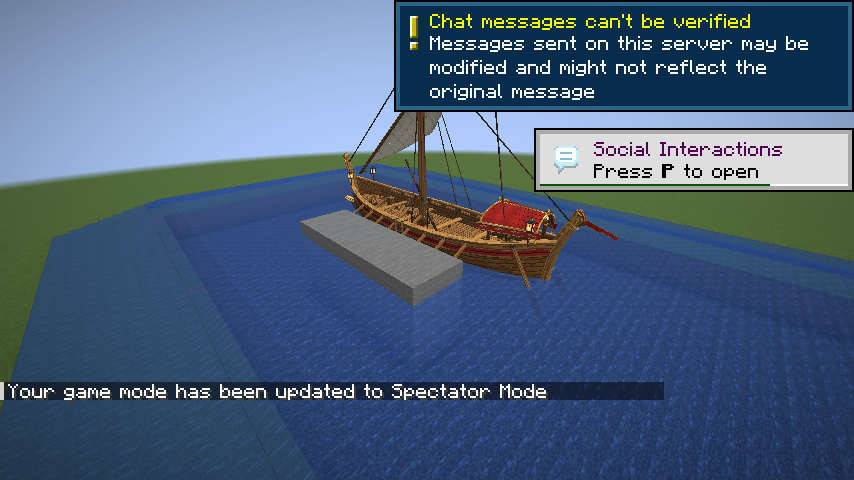 Chat messages can't be verified
Messages sent on this server may be
modified and might not reflect the
original message
Social Interactions
Press P to open
Your game mode has been updated to Spectator Mode